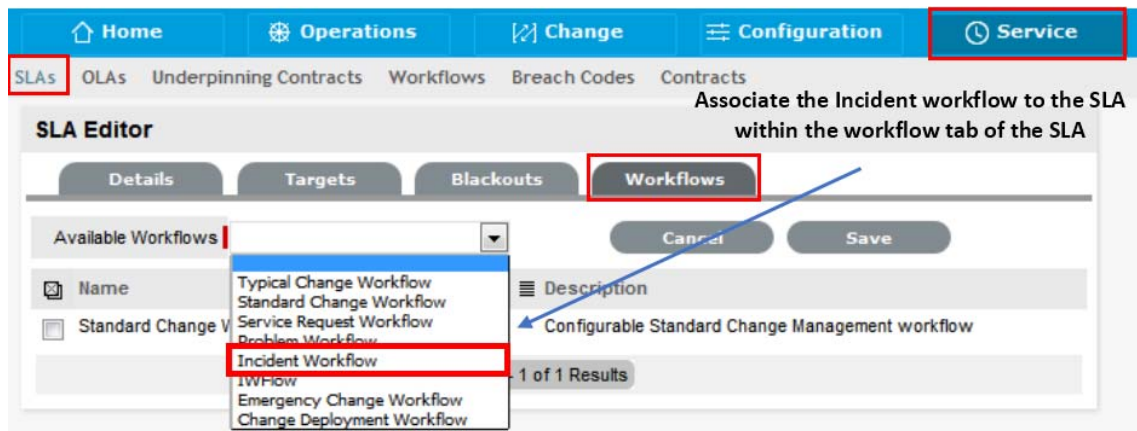 Home Operations Change Configuration Service
SLAs OLAs Underpinning Contracts Workflows Breach Codes Contracts
Associate the Incident workflow to the SLA
within the workflow tab of the SLA
SLA Editor
Details Targets Blackouts Workflows
Available Workflows Cancel Save
Name Description
Typical Change Workflow
Standard Change Workflow
Service Request Workflow
Problem Workflow
Incident Workflow
IWFlow
Emergency Change Workflow
Change Deployment Workflow
Standard Change W Configurable Standard Change Management workflow
- 1 of 1 Results